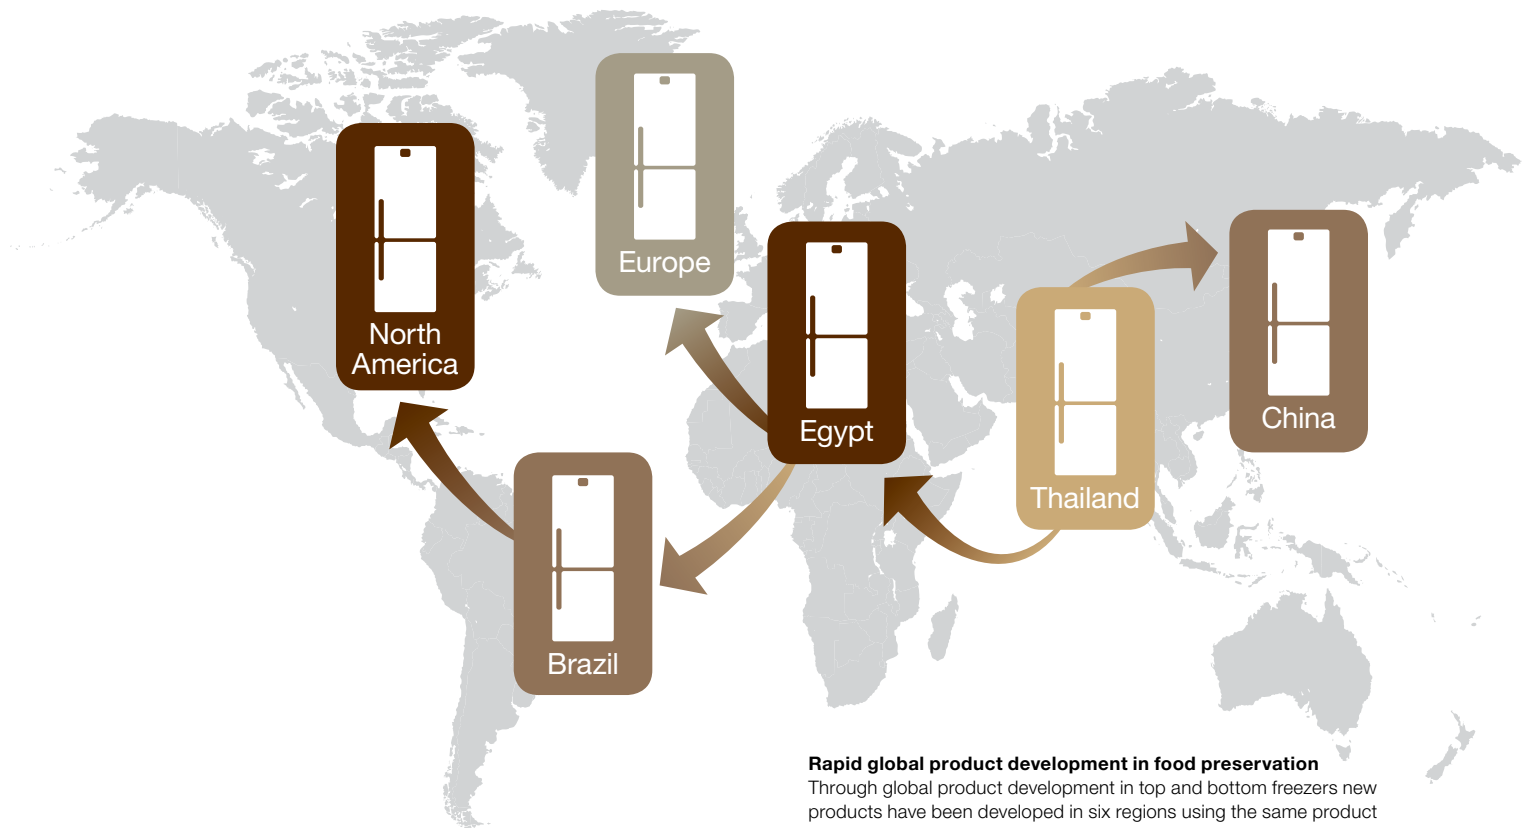 Europe
North
America
Egypt
China
Thailand
Brazil
Rapid global product development in food preservation
Through global product development in top and bottom freezers new
products have been developed in six regions using the same product